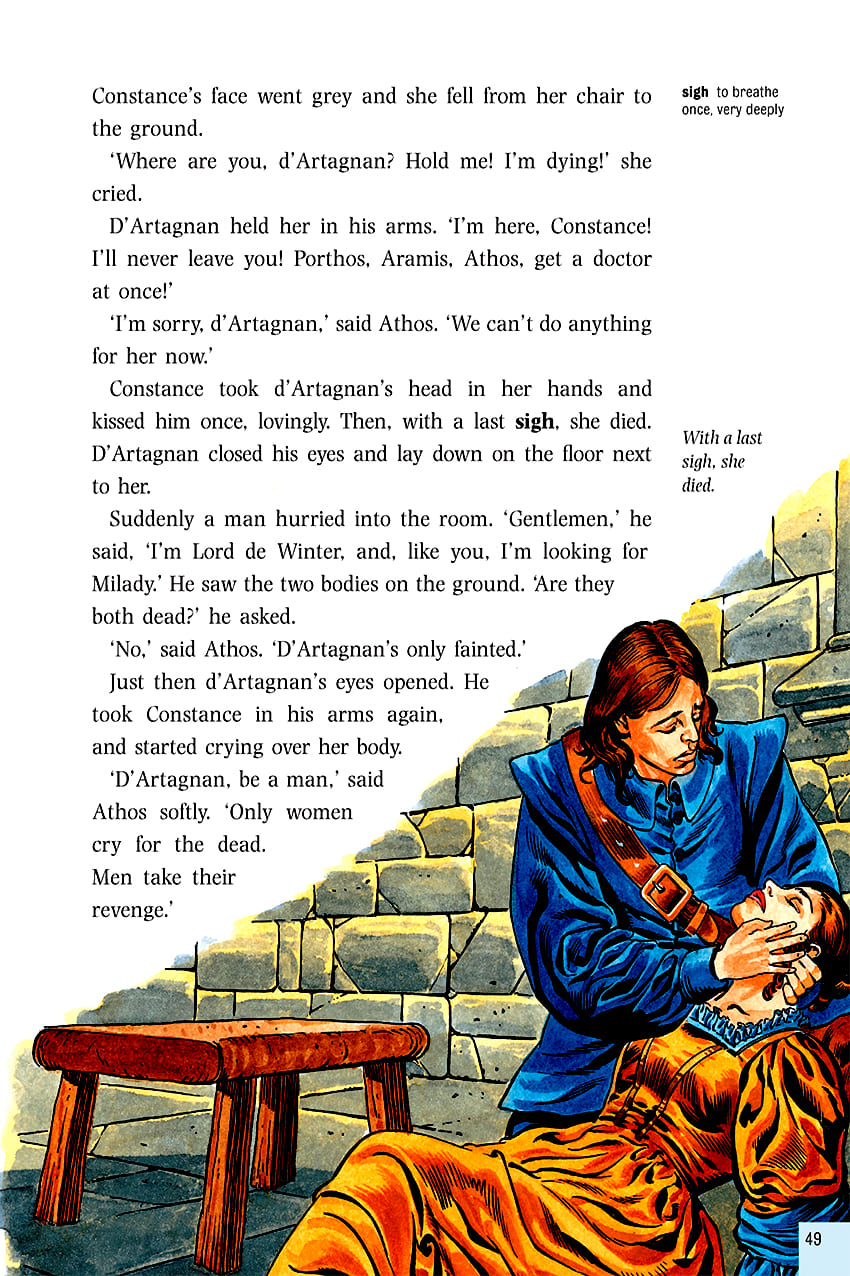 Constance’s face went grey and she fell from her chair to
the ground.
‘Where are you, d’Artagnan? Hold me! I’m dying!’ she
cried.
D’Artagnan held her in his arms. ‘I’m here, Constance!
I’ll never leave you! Porthos, Aramis, Athos, get a doctor
at once!’
‘I’m sorry, d’Artagnan,’ said Athos. ‘We can’t do anything
for her now.’
Constance took d’Artagnan’s head in her hands and
kissed him once, lovingly. Then, with a last sigh, she died.
D’Artagnan closed his eyes and lay down on the floor next
to her.
Suddenly a man hurried into the room. ‘Gentlemen,’ he
said, ‘I’m Lord de Winter, and, like you, I’m looking for
Milady.’ He saw the two bodies on the ground. ‘Are they
both dead?’ he asked.
‘No,’ said Athos. ‘D’Artagnan’s only fainted.’
Just then d’Artagnan’s eyes opened. He
took Constance in his arms again,
and started crying over her body.
‘D’Artagnan, be a man,’ said
Athos softly. ‘Only women
cry for the dead.
Men take their
revenge.’
sigh to breathe
once, very deeply
With a last
sigh, she
died.
49